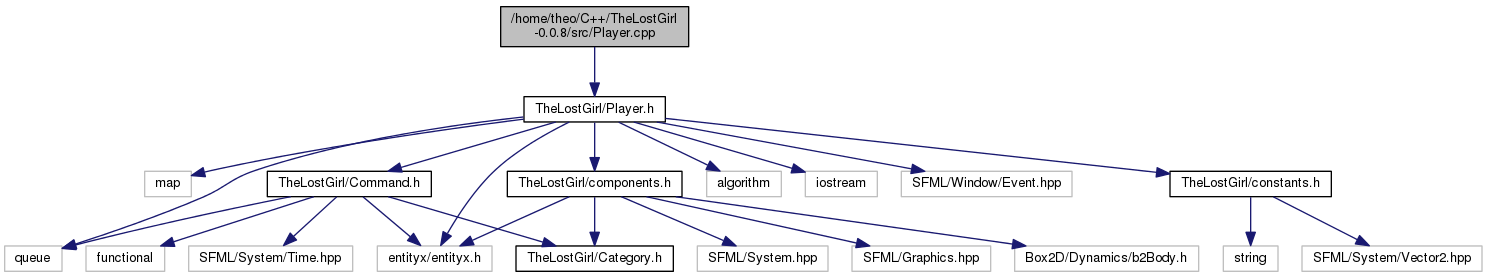 /home/theo/C++/TheLostGirl
-0.0.8/src/Player.cpp
TheLostGirl/Player.h
map
TheLostGirl/Command.h
TheLostGirl/components.h
algorithm
iostream
SFML/Window/Event.hpp
TheLostGirl/constants.h
queue
functional
SFML/System/Time.hpp
entityx/entityx.h
TheLostGirl/Category.h
SFML/System.hpp
SFML/Graphics.hpp
Box2D/Dynamics/b2Body.h
string
SFML/System/Vector2.hpp